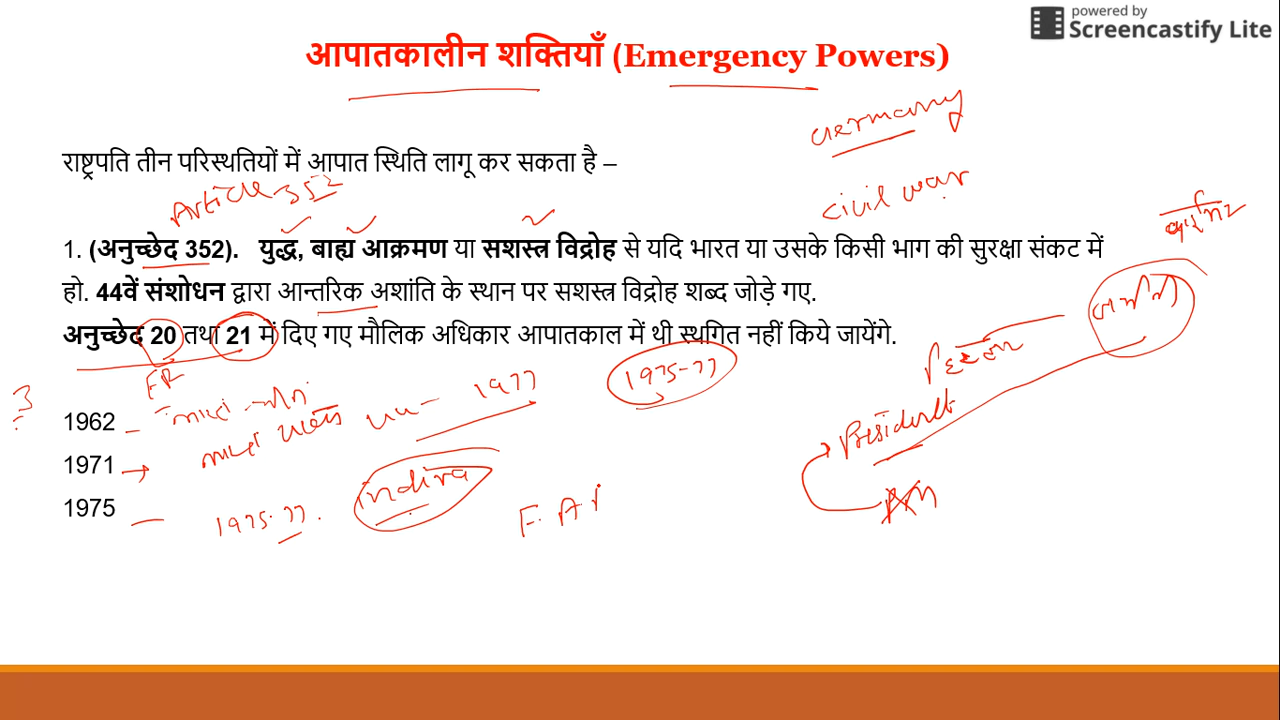 powered by
Screencastify Lite
आपातकालीन शक्तियाँ (Emergency Powers)
Germany
राष्ट्रपति तीन परिस्थतियों में आपात स्थिति लागू कर सकता है –
Article 352
civil war
1. (अनुच्छेद 352). युद्ध, बाह्य आक्रमण या सशस्त्र विद्रोह से यदि भारत या उसके किसी भाग की सुरक्षा संकट में
हो. 44वें संशोधन द्वारा आन्तरिक अशांति के स्थान पर सशस्त्र विद्रोह शब्द जोड़े गए.
अनुच्छेद 20 तथा 21 में दिए गए मौलिक अधिकार आपातकाल में थी स्थगित नहीं किये जायेंगे.
FR
1975-77
3
1977
1962
President
1971
indira
1975
1975-77.
F. A